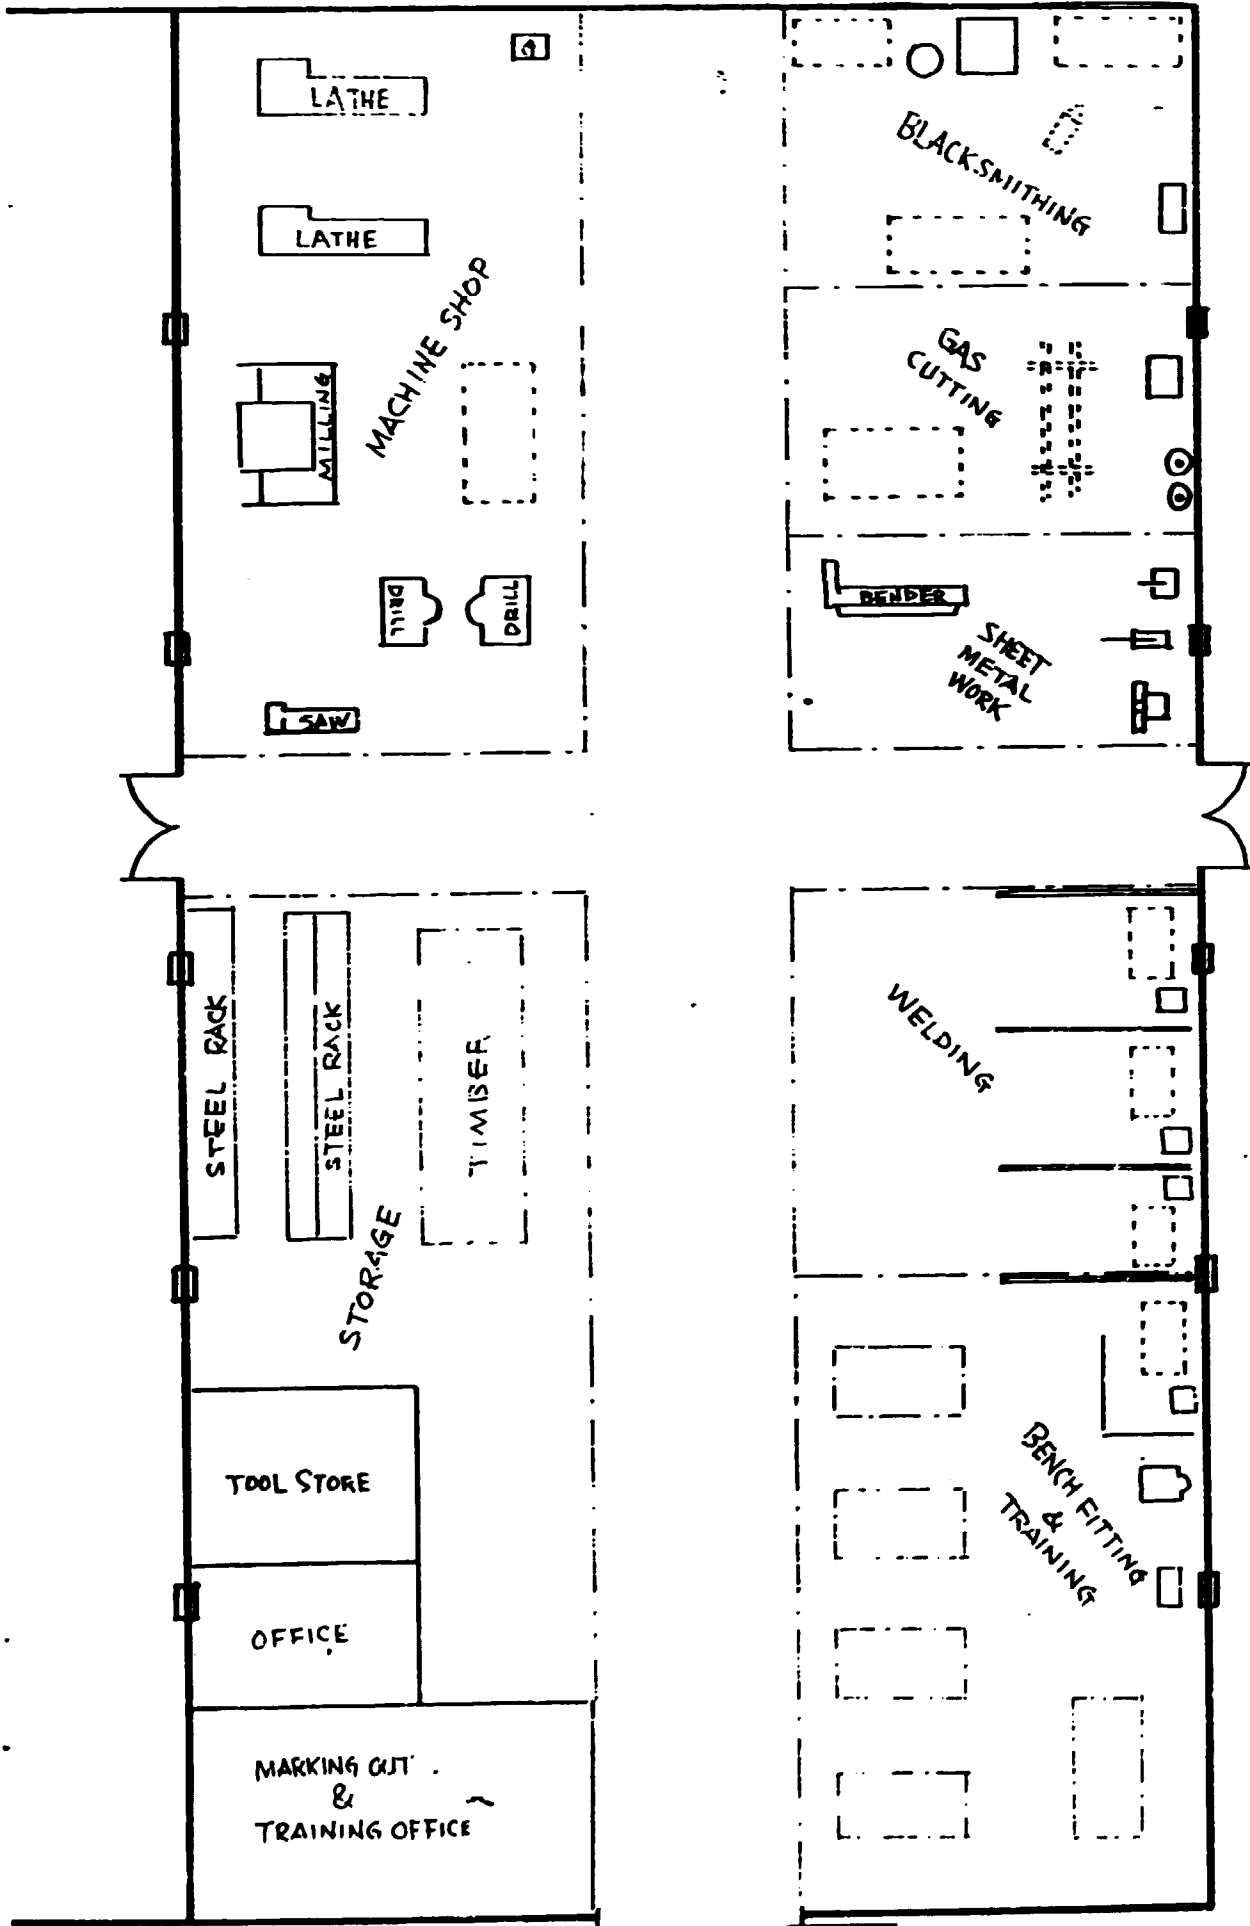 LATHE
LATHE
MACHINE SHOP
MILLING
DRILL
DRILL
SAW
BLACKSMITHING
GAS
CUTTING
BENDER
SHEET
METAL
WORK
STEEL RACK
STEEL RACK
TIMBER
STORAGE
TOOL STORE
OFFICE
MARKING OUT
&
TRAINING OFFICE
WELDING
BENCH FITTING
&
TRAINING